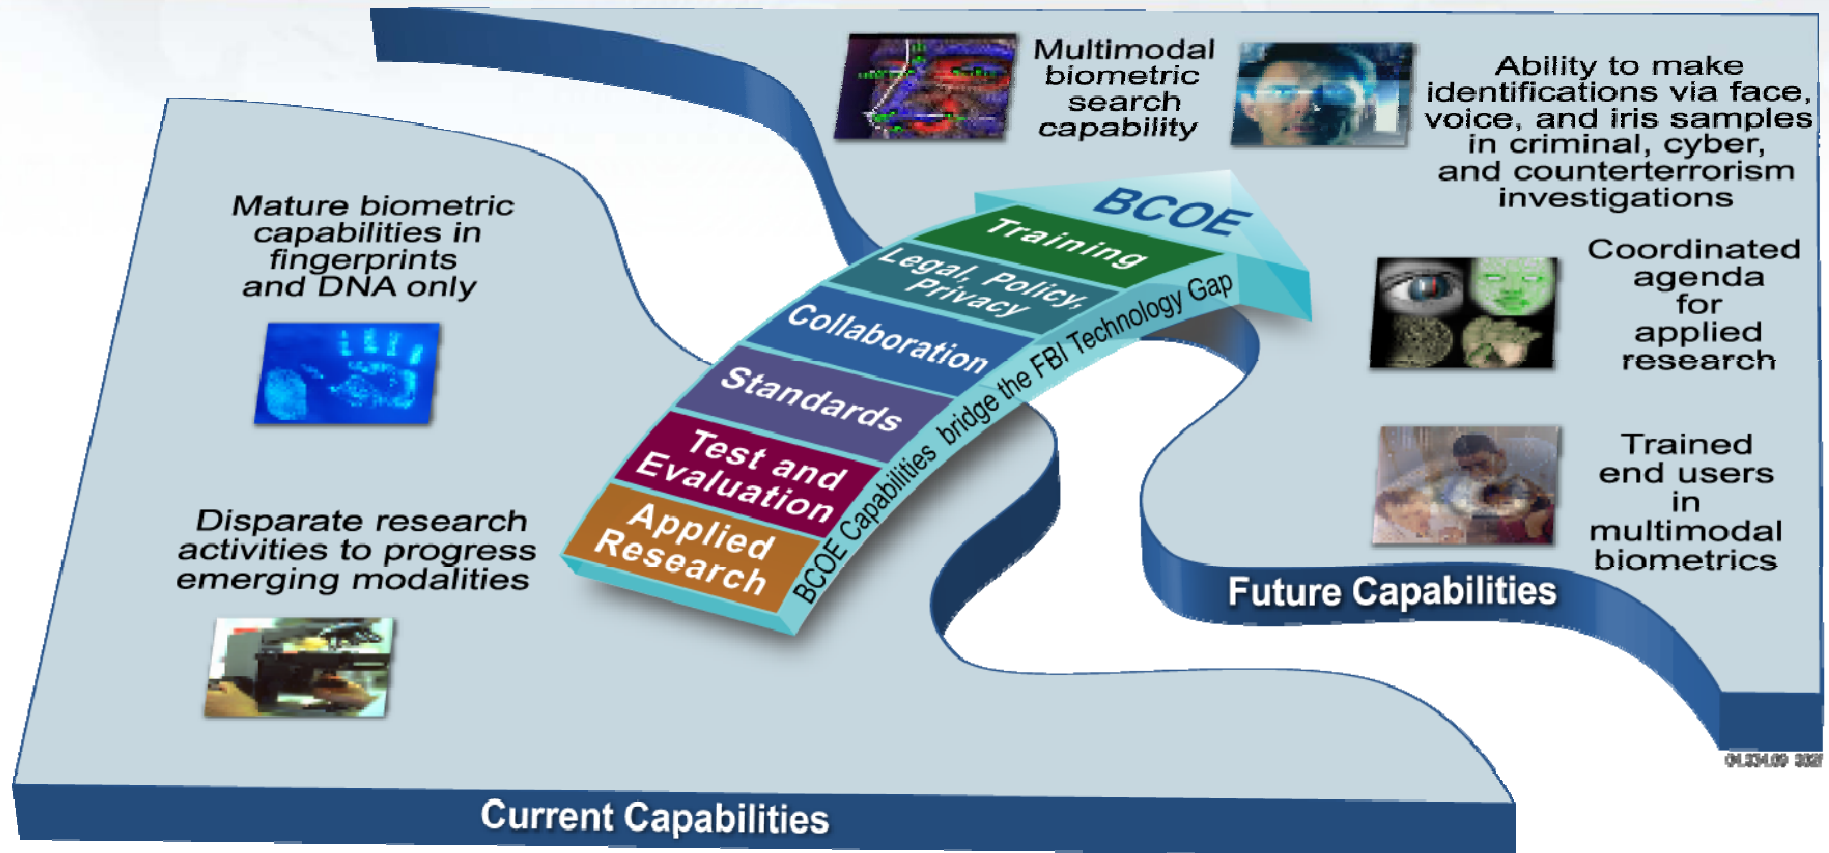 Multimodal
biometric
search
capability
Ability to make
identifications via face,
voice, and iris samples
in criminal, cyber,
and counterterrorism
investigations
Mature biometric
capabilities in
fingerprints
and DNA only
BCOE
Training
Legal, Policy,
Privacy
Collaboration
Standards
Test and
Evaluation
Applied
Research
BCOE Capabilities bridge the FBI Technology Gap
Coordinated
agenda
for
applied
research
Trained
end users
in
multimodal
biometrics
Disparate research
activities to progress
emerging modalities
Future Capabilities
Current Capabilities